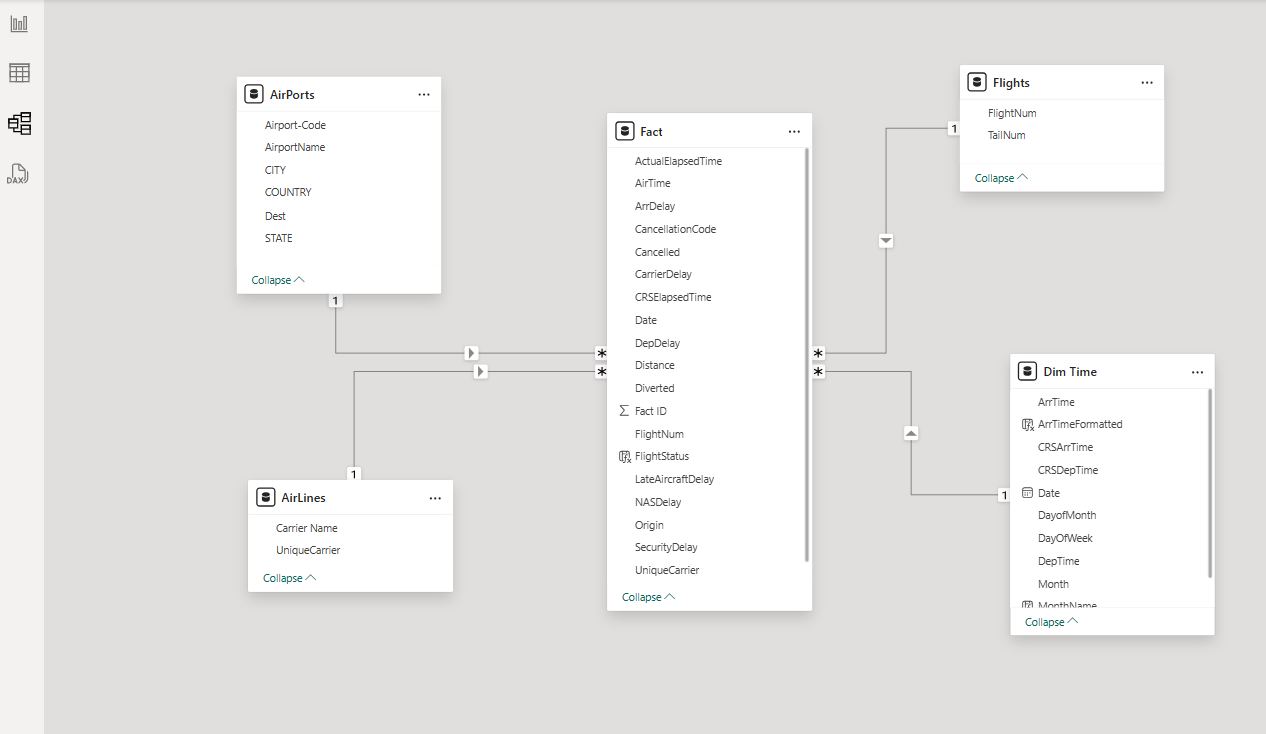 DAX
AirPorts
Airport-Code
AirportName
CITY
COUNTRY
Dest
STATE
Collapse
1
AirLines
Carrier Name
UniqueCarrier
Collapse
1
Fact
ActualElapsedTime
AirTime
ArrDelay
CancellationCode
Cancelled
CarrierDelay
CRSElapsedTime
Date
DepDelay
Distance
Diverted
Σ Fact ID
FlightNum
FlightStatus
LateAircraftDelay
NASDelay
Origin
SecurityDelay
UniqueCarrier
Collapse
*
*
*
*
Flights
FlightNum
TailNum
Collapse
1
Dim Time
ArrTime
ArrTimeFormatted
CRSArrTime
CRSDepTime
Date
DayofMonth
DayOfWeek
DepTime
Month
MonthName
Collapse
1